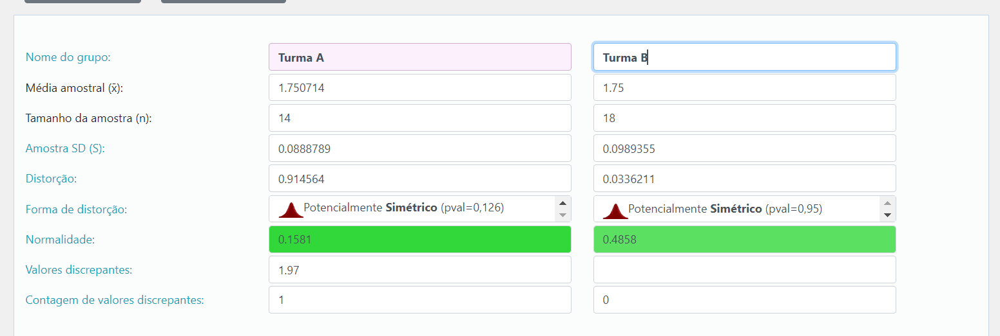 Nome do grupo: Turma A Turma B
Média amostral (x̄): 1.750714 1.75
Tamanho da amostra (n): 14 18
Amostra SD (S): 0.0888789 0.0989355
Distorção: 0.914564 0.0336211
Forma de distorção: Potencialmente Simétrico (pval=0,126) Potencialmente Simétrico (pval=0,95)
Normalidade: 0.1581 0.4858
Valores discrepantes: 1.97
Contagem de valores discrepantes: 1 0